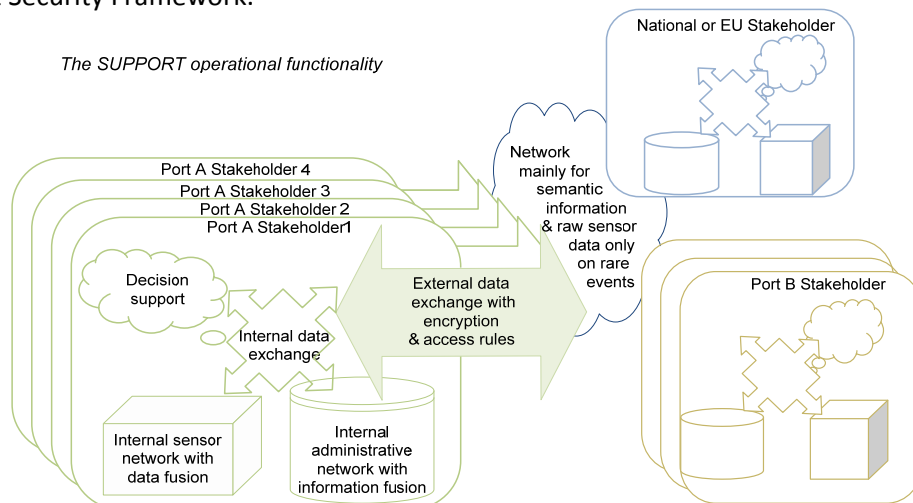 Security Framework.
The SUPPORT operational functionality
National or EU Stakeholder
Port A Stakeholder 4
Port A Stakeholder 3
Port A Stakeholder 2
Port A Stakeholder1
Network
mainly for
semantic
information
& raw sensor
data only
on rare
events
Decision
support
Internal data
exchange
External data
exchange with
encryption
& access rules
Port B Stakeholder
Internal sensor
network with
data fusion
Internal
administrative
network with
information fusion